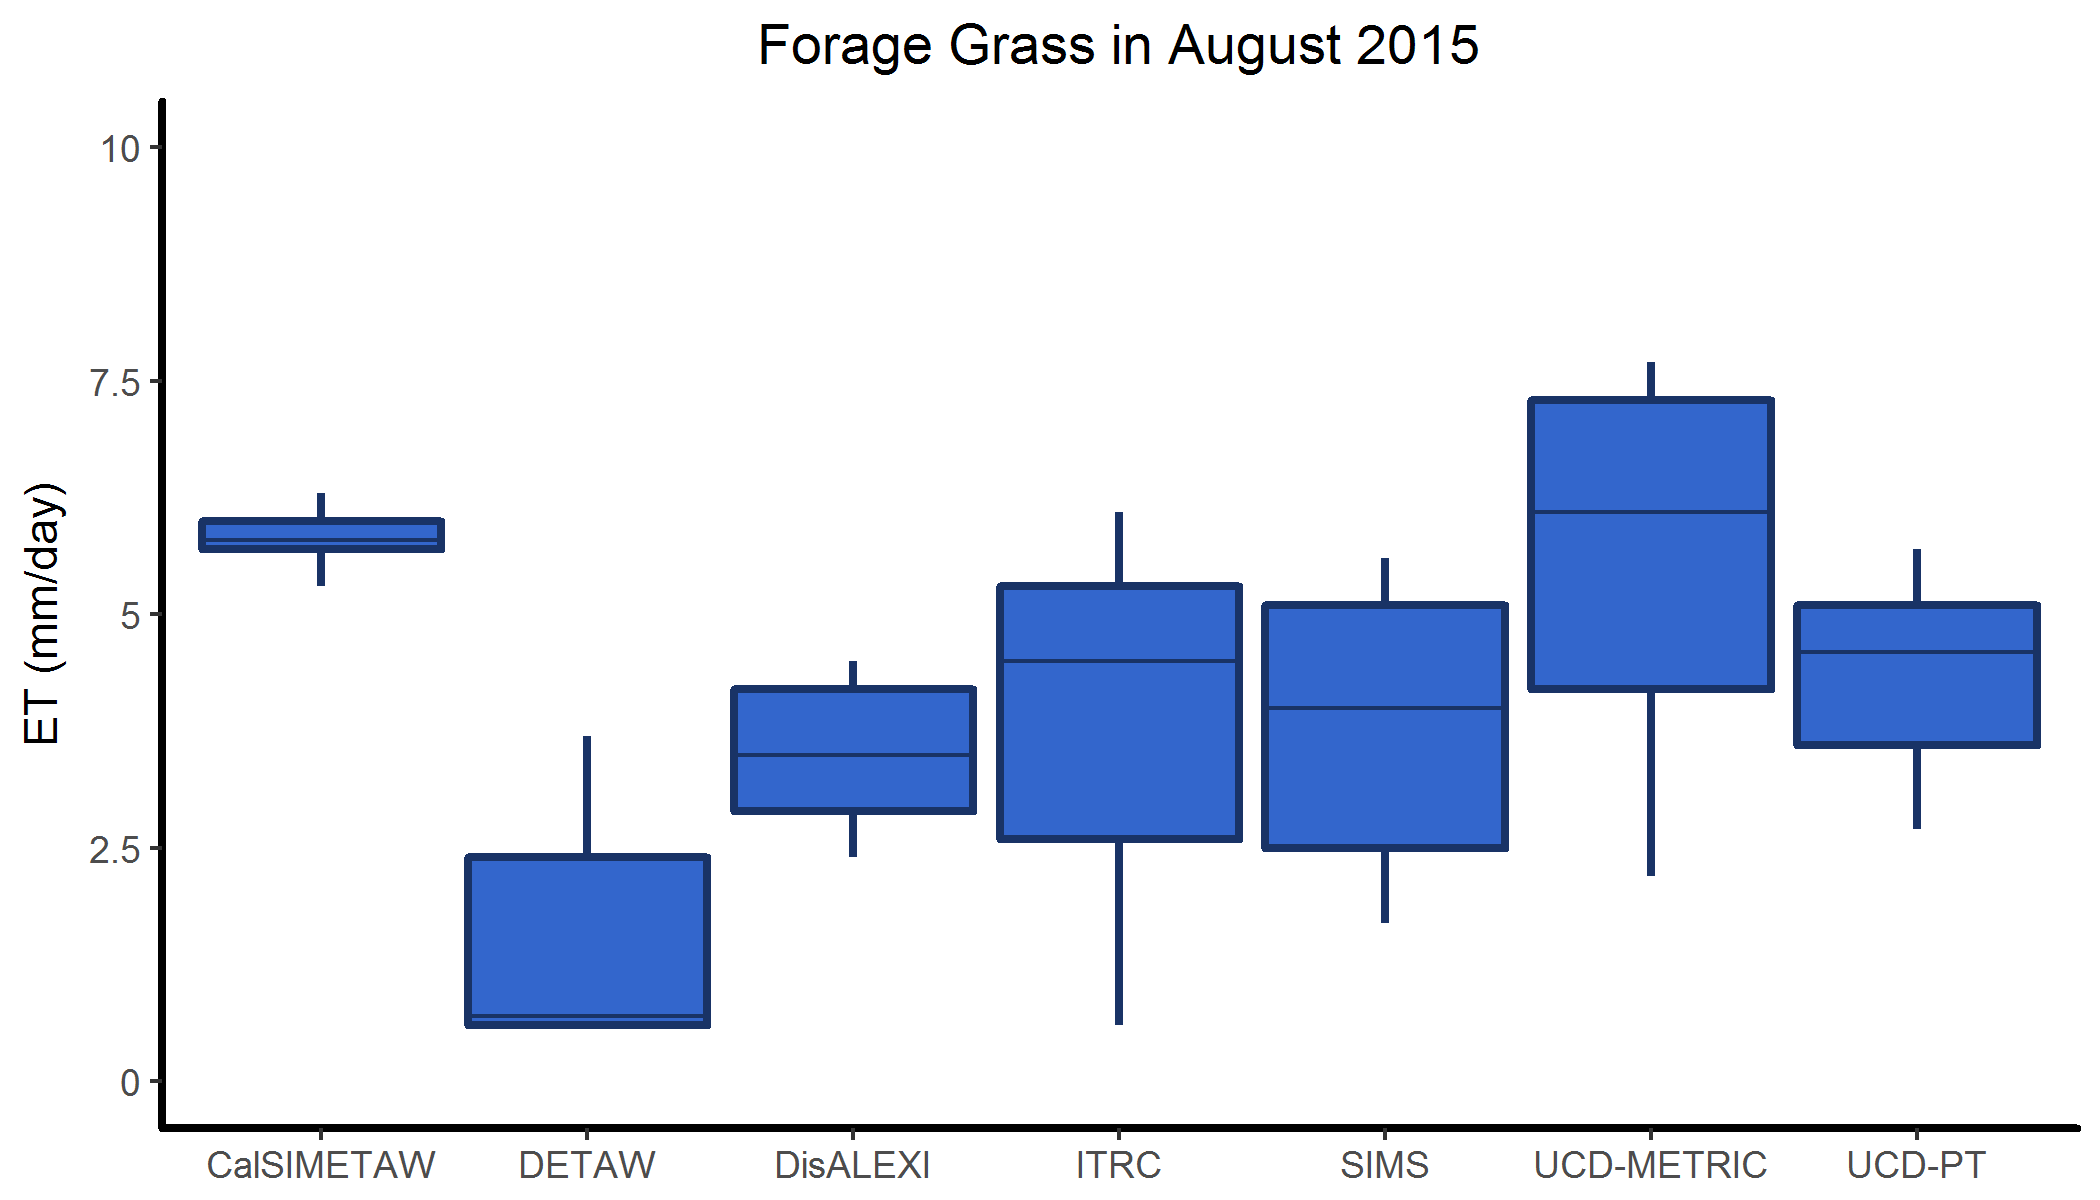 Forage Grass in August 2015
ET (mm/day)
10
7.5
5
2.5
0
CalSIMETAW DETAW DisALEXI ITRC SIMS UCD-METRIC UCD-PT